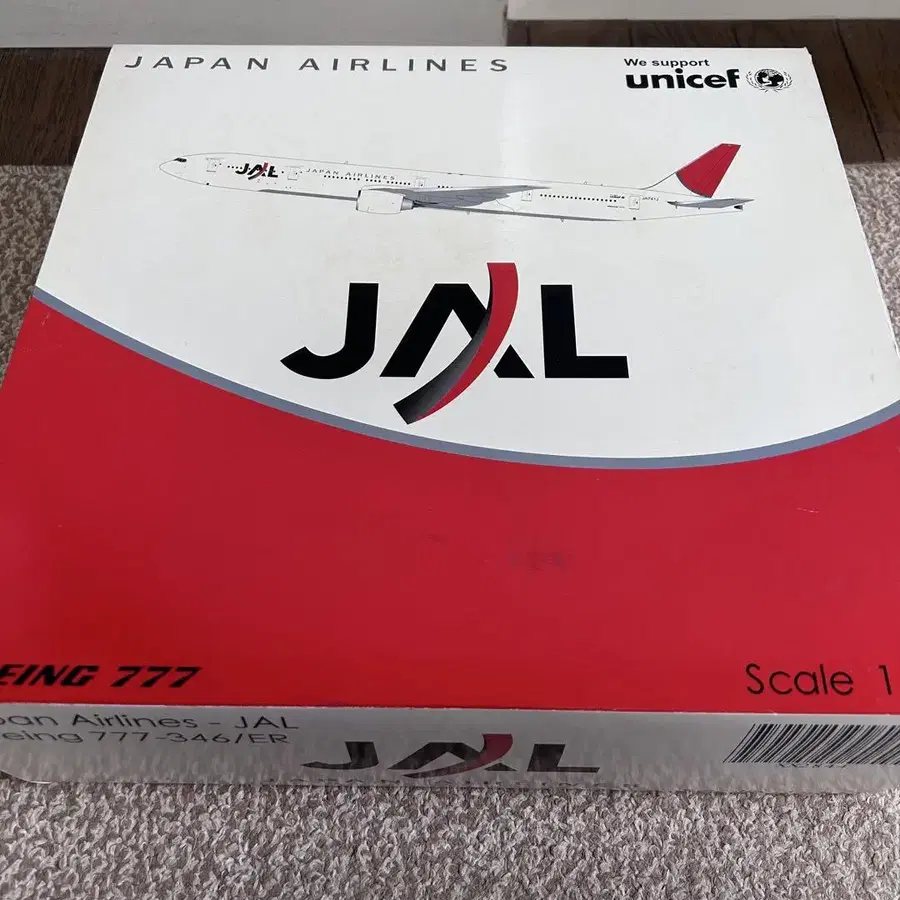 JAPAN AIRLINES
We support
unicef
JAL JAPAN AIRLINES
JAL
EING 777
Scale 1
pan Airlines - JAL
eing 777-346/ER
JAL